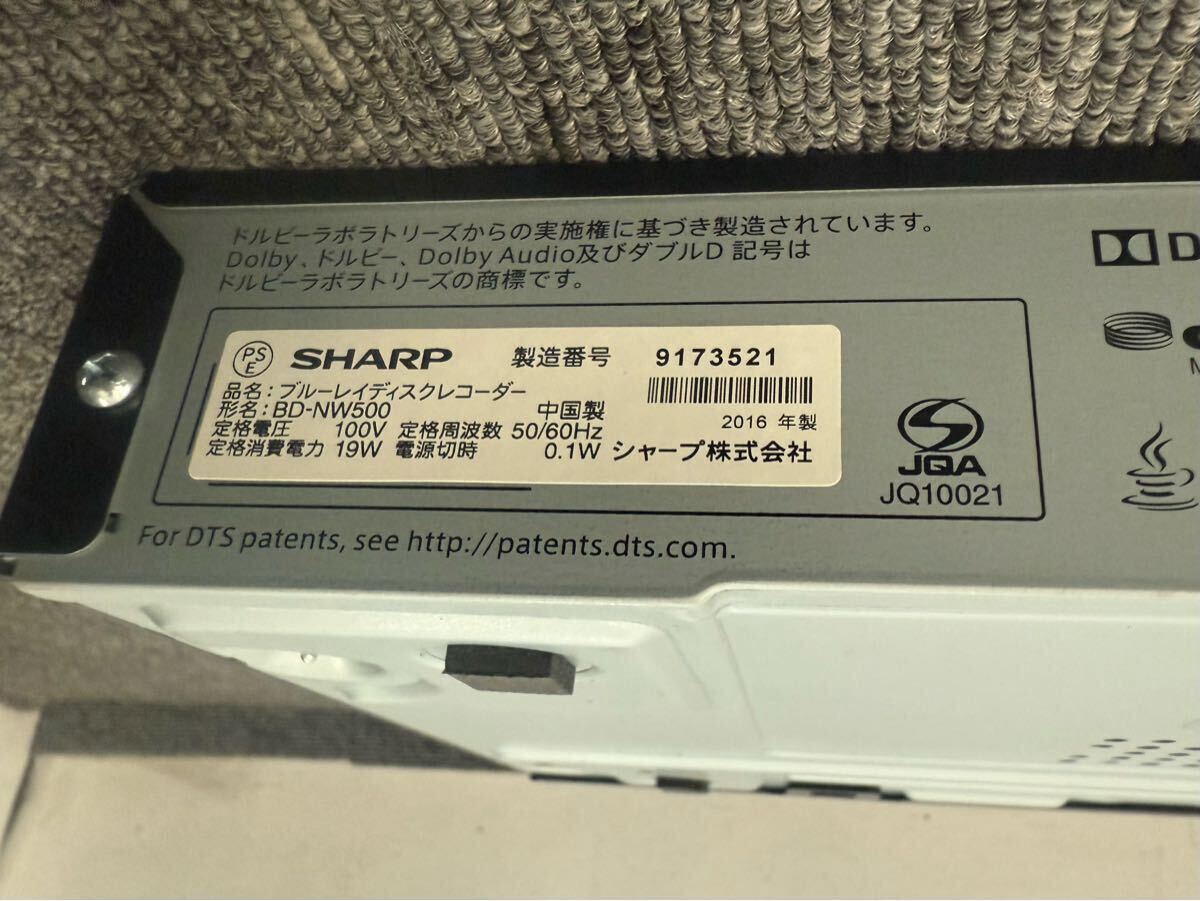 ドルビーラボラトリーズからの実施権に基づき製造されています。
Dolby、ドルビー、Dolby Audio及びダブルD 記号は
ドルビーラボラトリーズの商標です。
D
PS
E
SHARP 製造番号 9173521
品名:ブルーレイディスクレコーダー
形名:BD-NW500 中国製 2016 年製
定格電圧 100V 定格周波数 50/60Hz
定格消費電力 19W 電源切時 0.1W シャープ株式会社
JQA
JQ10021
For DTS patents, see http://patents.dts.com.